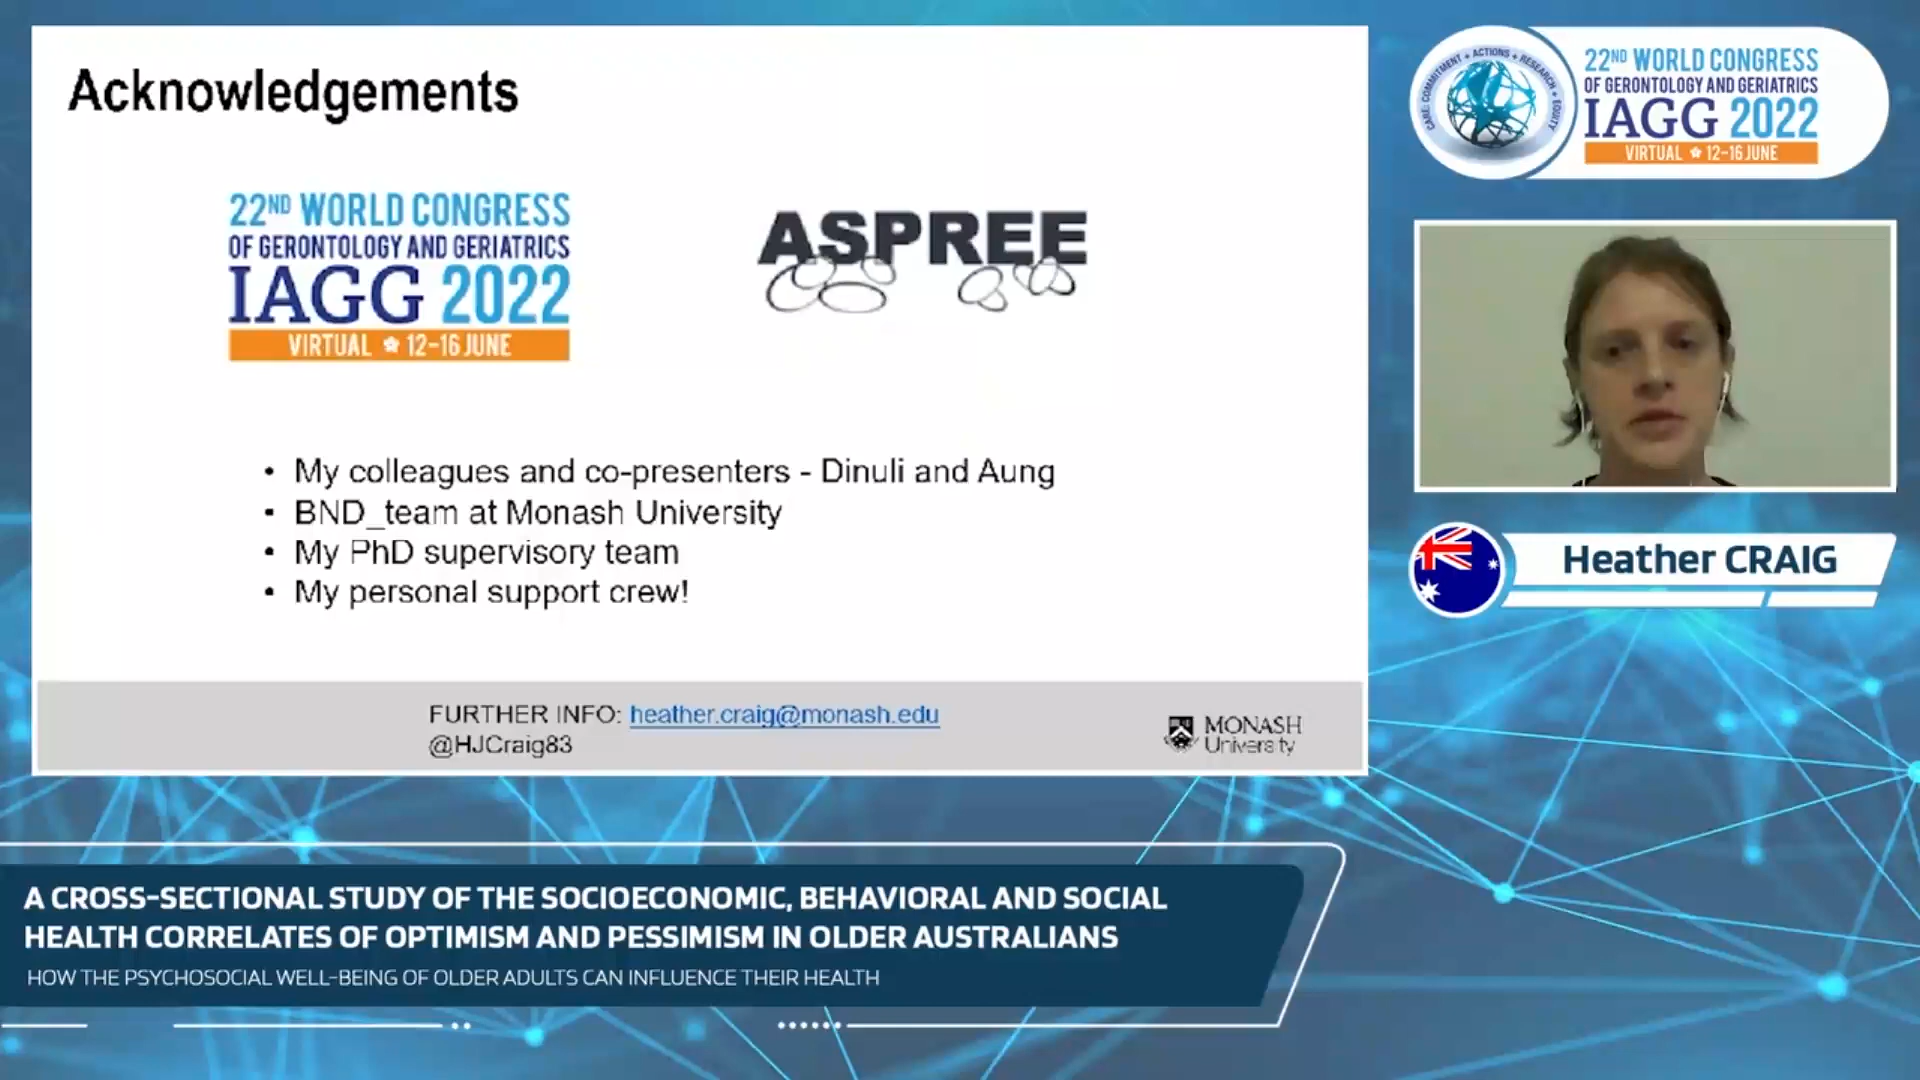 Acknowledgements
22ND WORLD CONGRESS
OF GERONTOLOGY AND GERIATRICS
IAGG 2022
VIRTUAL 12-16 JUNE
ASPREE
• My colleagues and co-presenters - Dinuli and Aung
• BND_team at Monash University
• My PhD supervisory team
• My personal support crew!
FURTHER INFO: heather.craig@monash.edu
@HJCraig83
MONASH
University
CARE: COMMITMENT + ACTIONS + RESEARCH + EQUITY
22ND WORLD CONGRESS
OF GERONTOLOGY AND GERIATRICS
IAGG 2022
VIRTUAL 12-16 JUNE
Heather CRAIG
A CROSS-SECTIONAL STUDY OF THE SOCIOECONOMIC, BEHAVIORAL AND SOCIAL
HEALTH CORRELATES OF OPTIMISM AND PESSIMISM IN OLDER AUSTRALIANS
HOW THE PSYCHOSOCIAL WELL-BEING OF OLDER ADULTS CAN INFLUENCE THEIR HEALTH